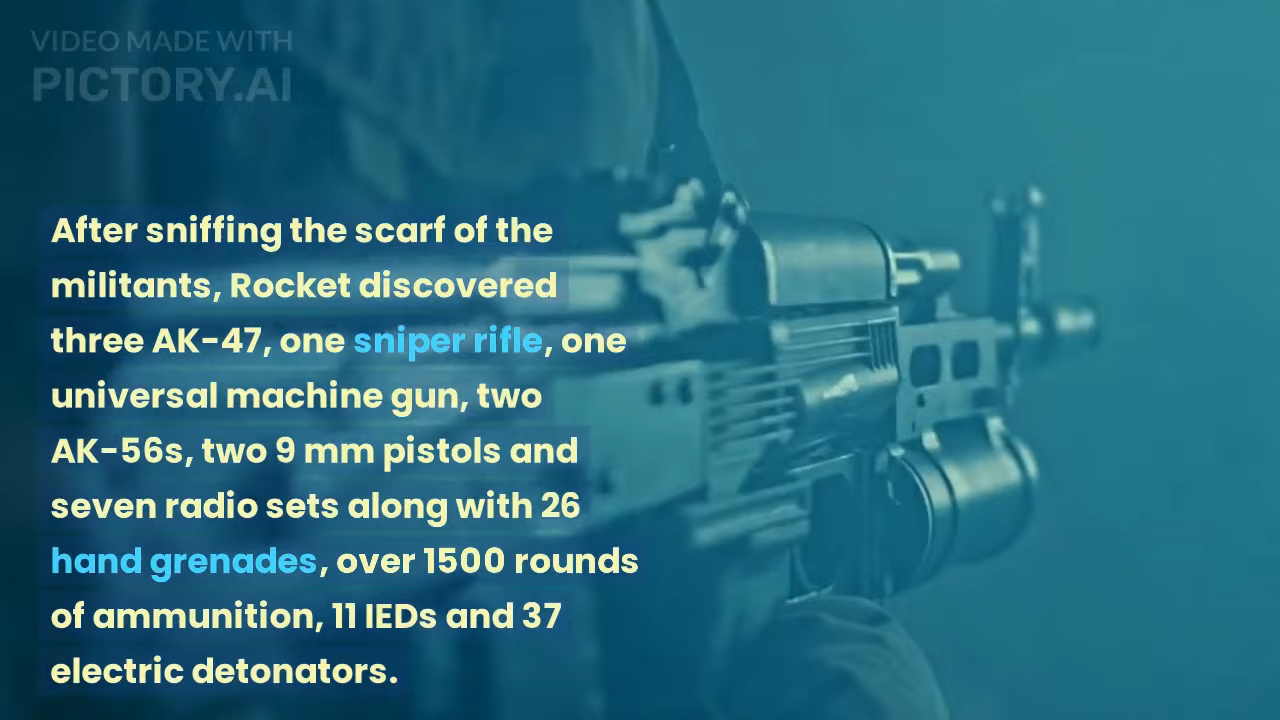 VIDEO MADE WITH
PICTORY.AI
After sniffing the scarf of the
militants, Rocket discovered
three AK-47, one sniper rifle, one
universal machine gun, two
AK-56s, two 9 mm pistols and
seven radio sets along with 26
hand grenades, over 1500 rounds
of ammunition, 11 IEDs and 37
electric detonators.